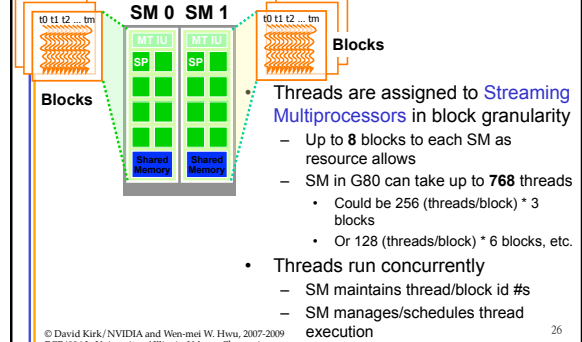 SM 0 SM 1
t0 t1 t2 ... tm
t0 t1 t2 ... tm
MT IU
MT IU
SP
SP
Blocks
Blocks
Shared
Memory
Shared
Memory
• Threads are assigned to Streaming
Multiprocessors in block granularity
– Up to 8 blocks to each SM as
resource allows
– SM in G80 can take up to 768 threads
• Could be 256 (threads/block) * 3
blocks
• Or 128 (threads/block) * 6 blocks, etc.
• Threads run concurrently
– SM maintains thread/block id #s
– SM manages/schedules thread
execution
© David Kirk/NVIDIA and Wen-mei W. Hwu, 2007-2009
26